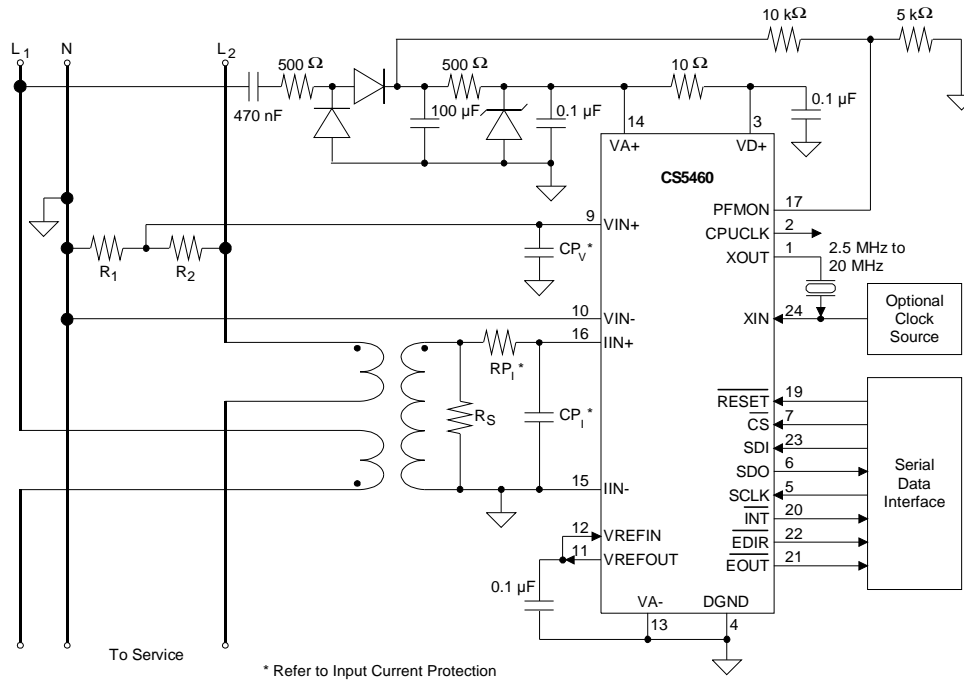 L1 N L2
10 kΩ 5 kΩ
500 Ω 500 Ω 10 Ω
470 nF 100 µF 0.1 µF 0.1 µF
14 3
VA+ VD+
CS5460
9 VIN+ PFMON 17
CPUCLK 2
XOUT 1
2.5 MHz to
20 MHz
R1 R2 CPV*
10 VIN- XIN 24
Optional
Clock
Source
16 IIN+
RPI*
RS CPI*
RESET 19
CS 7
SDI 23
SDO 6
SCLK 5
INT 20
EDIR 22
EOUT 21
Serial
Data
Interface
15 IIN-
12 VREFIN
11 VREFOUT
0.1 µF
VA- DGND
13 4
To Service
* Refer to Input Current Protection